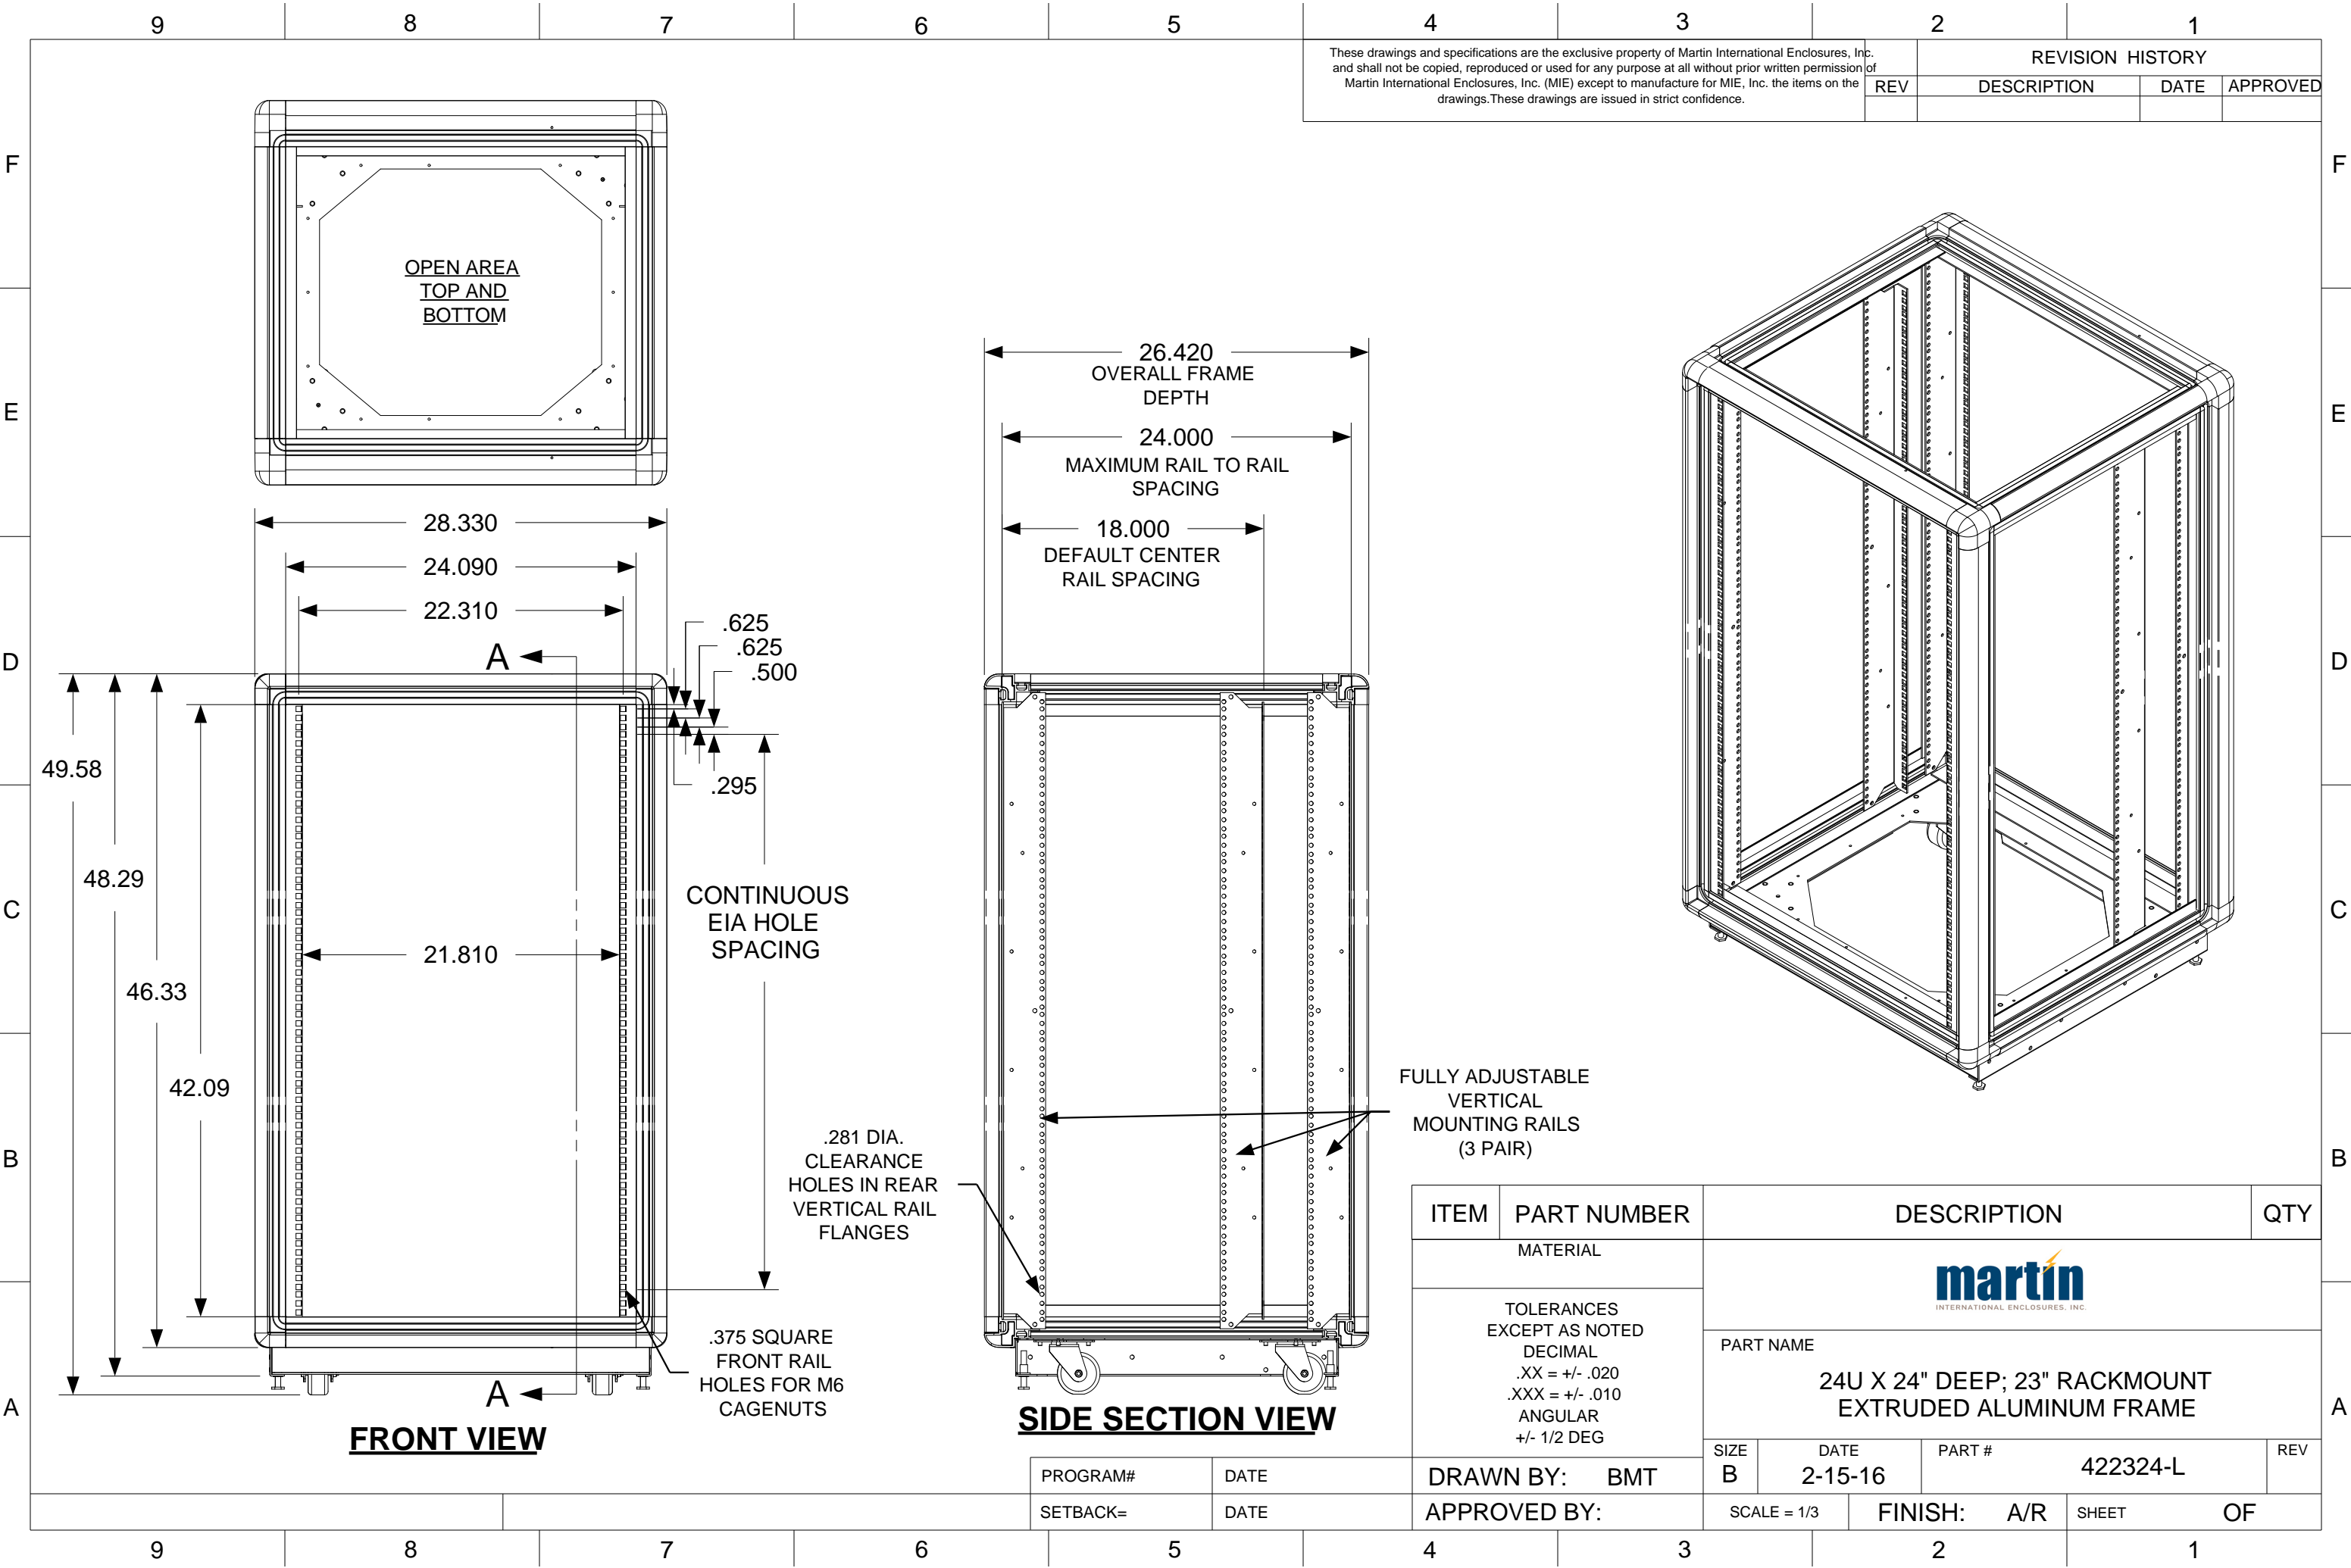 9 8 7 6 5 4 3 2 1
These drawings and specifications are the exclusive property of Martin International Enclosures, Inc.
and shall not be copied, reproduced or used for any purpose at all without prior written permission of
Martin International Enclosures, Inc. (MIE) except to manufacture for MIE, Inc. the items on the
drawings.These drawings are issued in strict confidence.
REVISION HISTORY
REV DESCRIPTION DATE APPROVED
F F
E E
D D
C C
B B
A A
OPEN AREA
TOP AND
BOTTOM
28.330
24.090
22.310
A
.625
.625
.500
.295
49.58
48.29
46.33
42.09
21.810
CONTINUOUS
EIA HOLE
SPACING
.375 SQUARE
FRONT RAIL
HOLES FOR M6
CAGENUTS
A
FRONT VIEW
26.420
OVERALL FRAME
DEPTH
24.000
MAXIMUM RAIL TO RAIL
SPACING
18.000
DEFAULT CENTER
RAIL SPACING
.281 DIA.
CLEARANCE
HOLES IN REAR
VERTICAL RAIL
FLANGES
FULLY ADJUSTABLE
VERTICAL
MOUNTING RAILS
(3 PAIR)
SIDE SECTION VIEW
ITEM PART NUMBER DESCRIPTION QTY
MATERIAL
TOLERANCES
EXCEPT AS NOTED
DECIMAL
.XX = +/- .020
.XXX = +/- .010
ANGULAR
+/- 1/2 DEG
martin
INTERNATIONAL ENCLOSURES, INC.
PART NAME
24U X 24" DEEP; 23" RACKMOUNT
EXTRUDED ALUMINUM FRAME
SIZE DATE PART # REV
B 2-15-16 422324-L
PROGRAM# DATE DRAWN BY: BMT
SETBACK= DATE APPROVED BY: SCALE = 1/3 FINISH: A/R SHEET OF
9 8 7 6 5 4 3 2 1